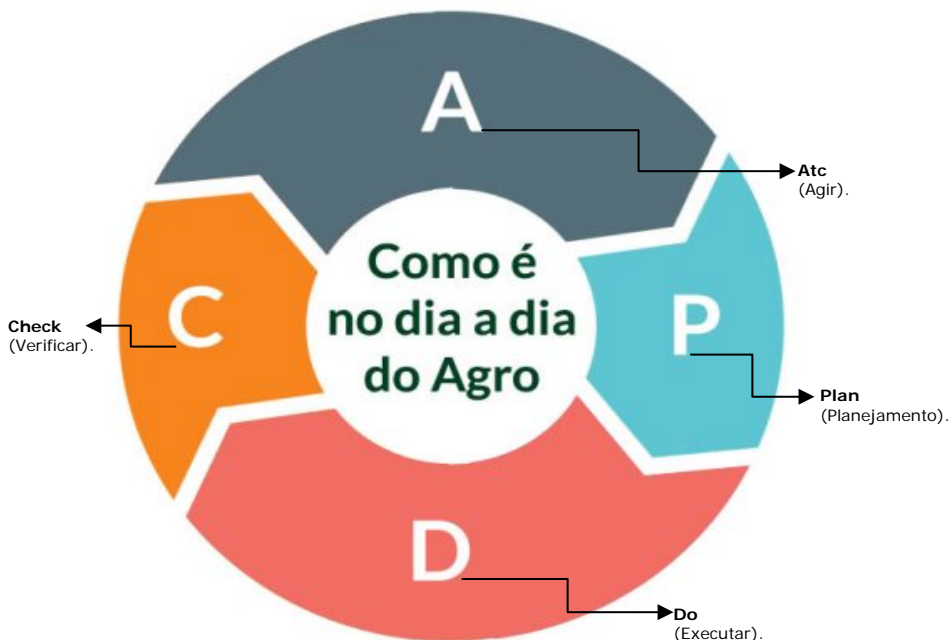 A
Atc
(Agir).
Como é
no dia a dia
do Agro
C
P
Check
(Verificar).
Plan
(Planejamento).
D
Do
(Executar).